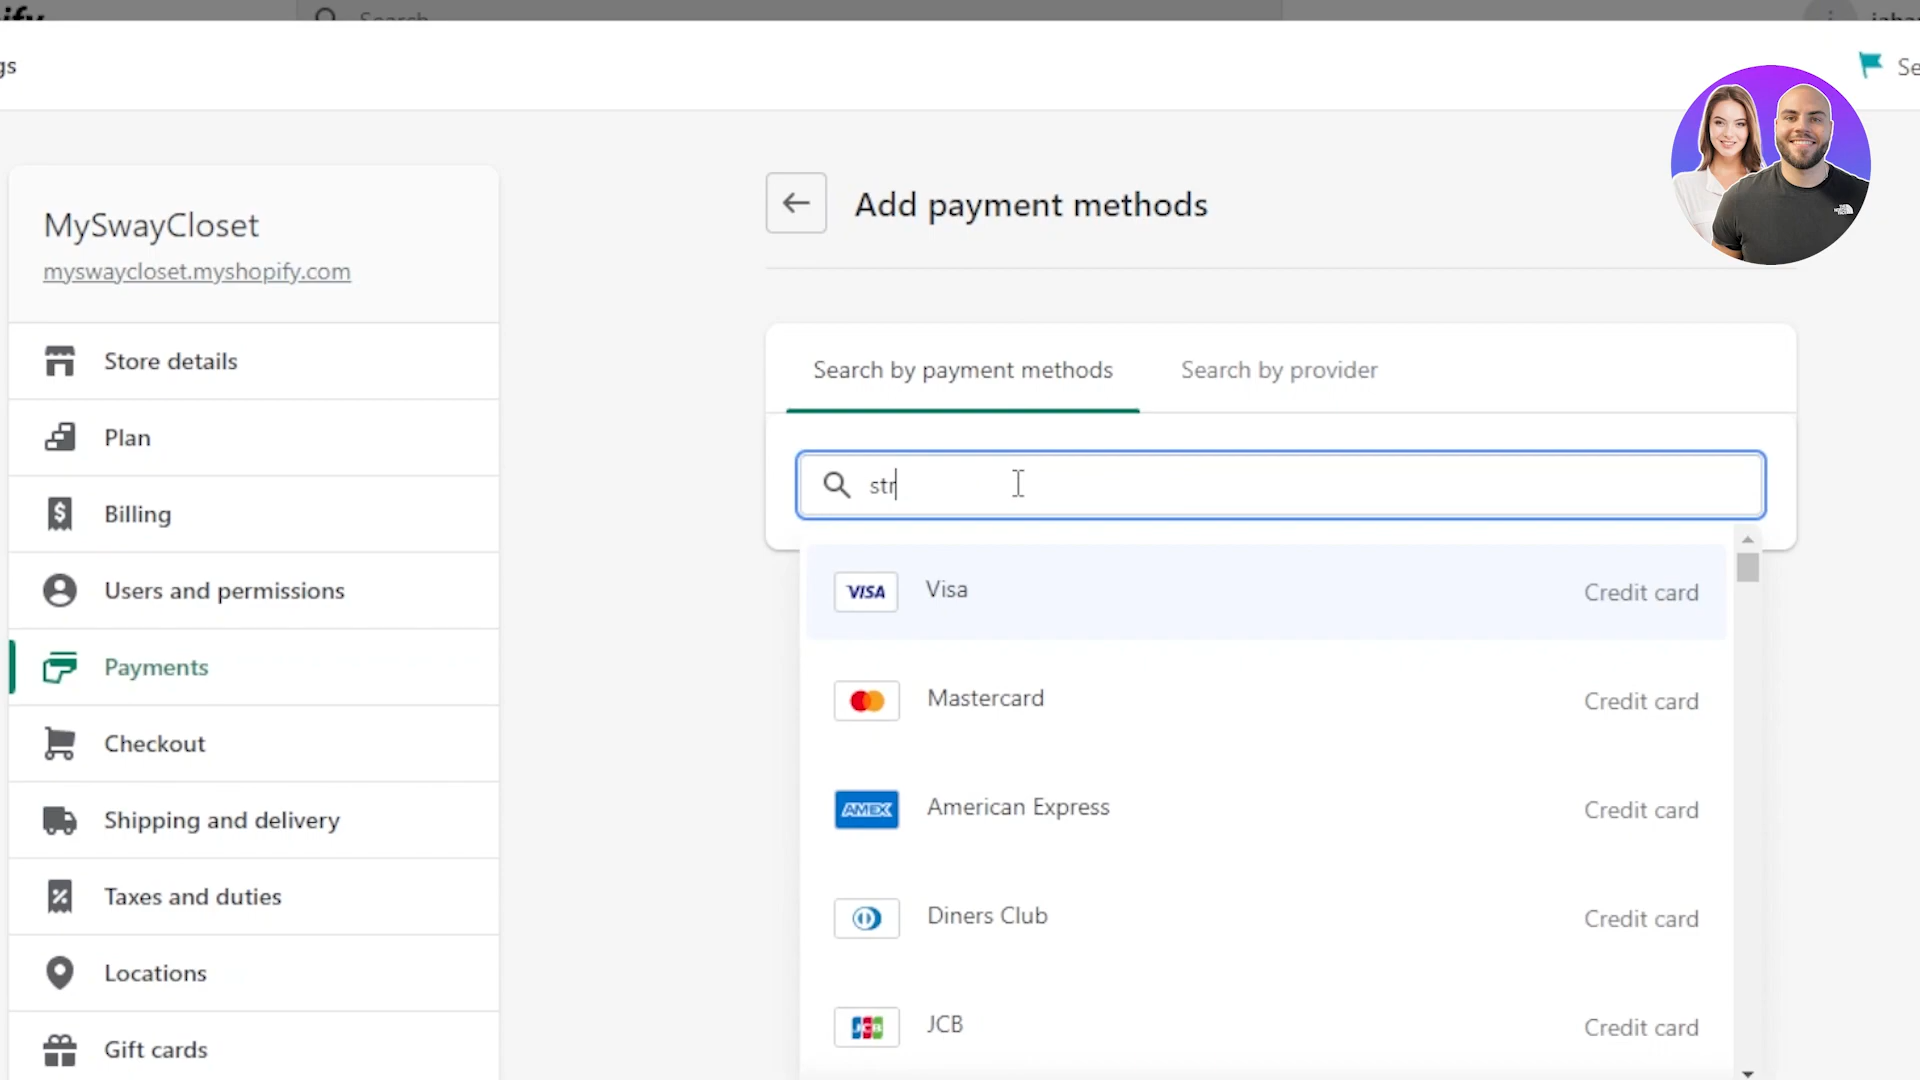 Search
MySwayCloset
myswaycloset.myshopify.com
Store details
Plan
Billing
Users and permissions
Payments
Checkout
Shipping and delivery
Taxes and duties
Locations
Gift cards
Add payment methods
Search by payment methods
Search by provider
str
VISA Visa Credit card
Mastercard Credit card
AMEX American Express Credit card
Diners Club Credit card
JCB JCB Credit card